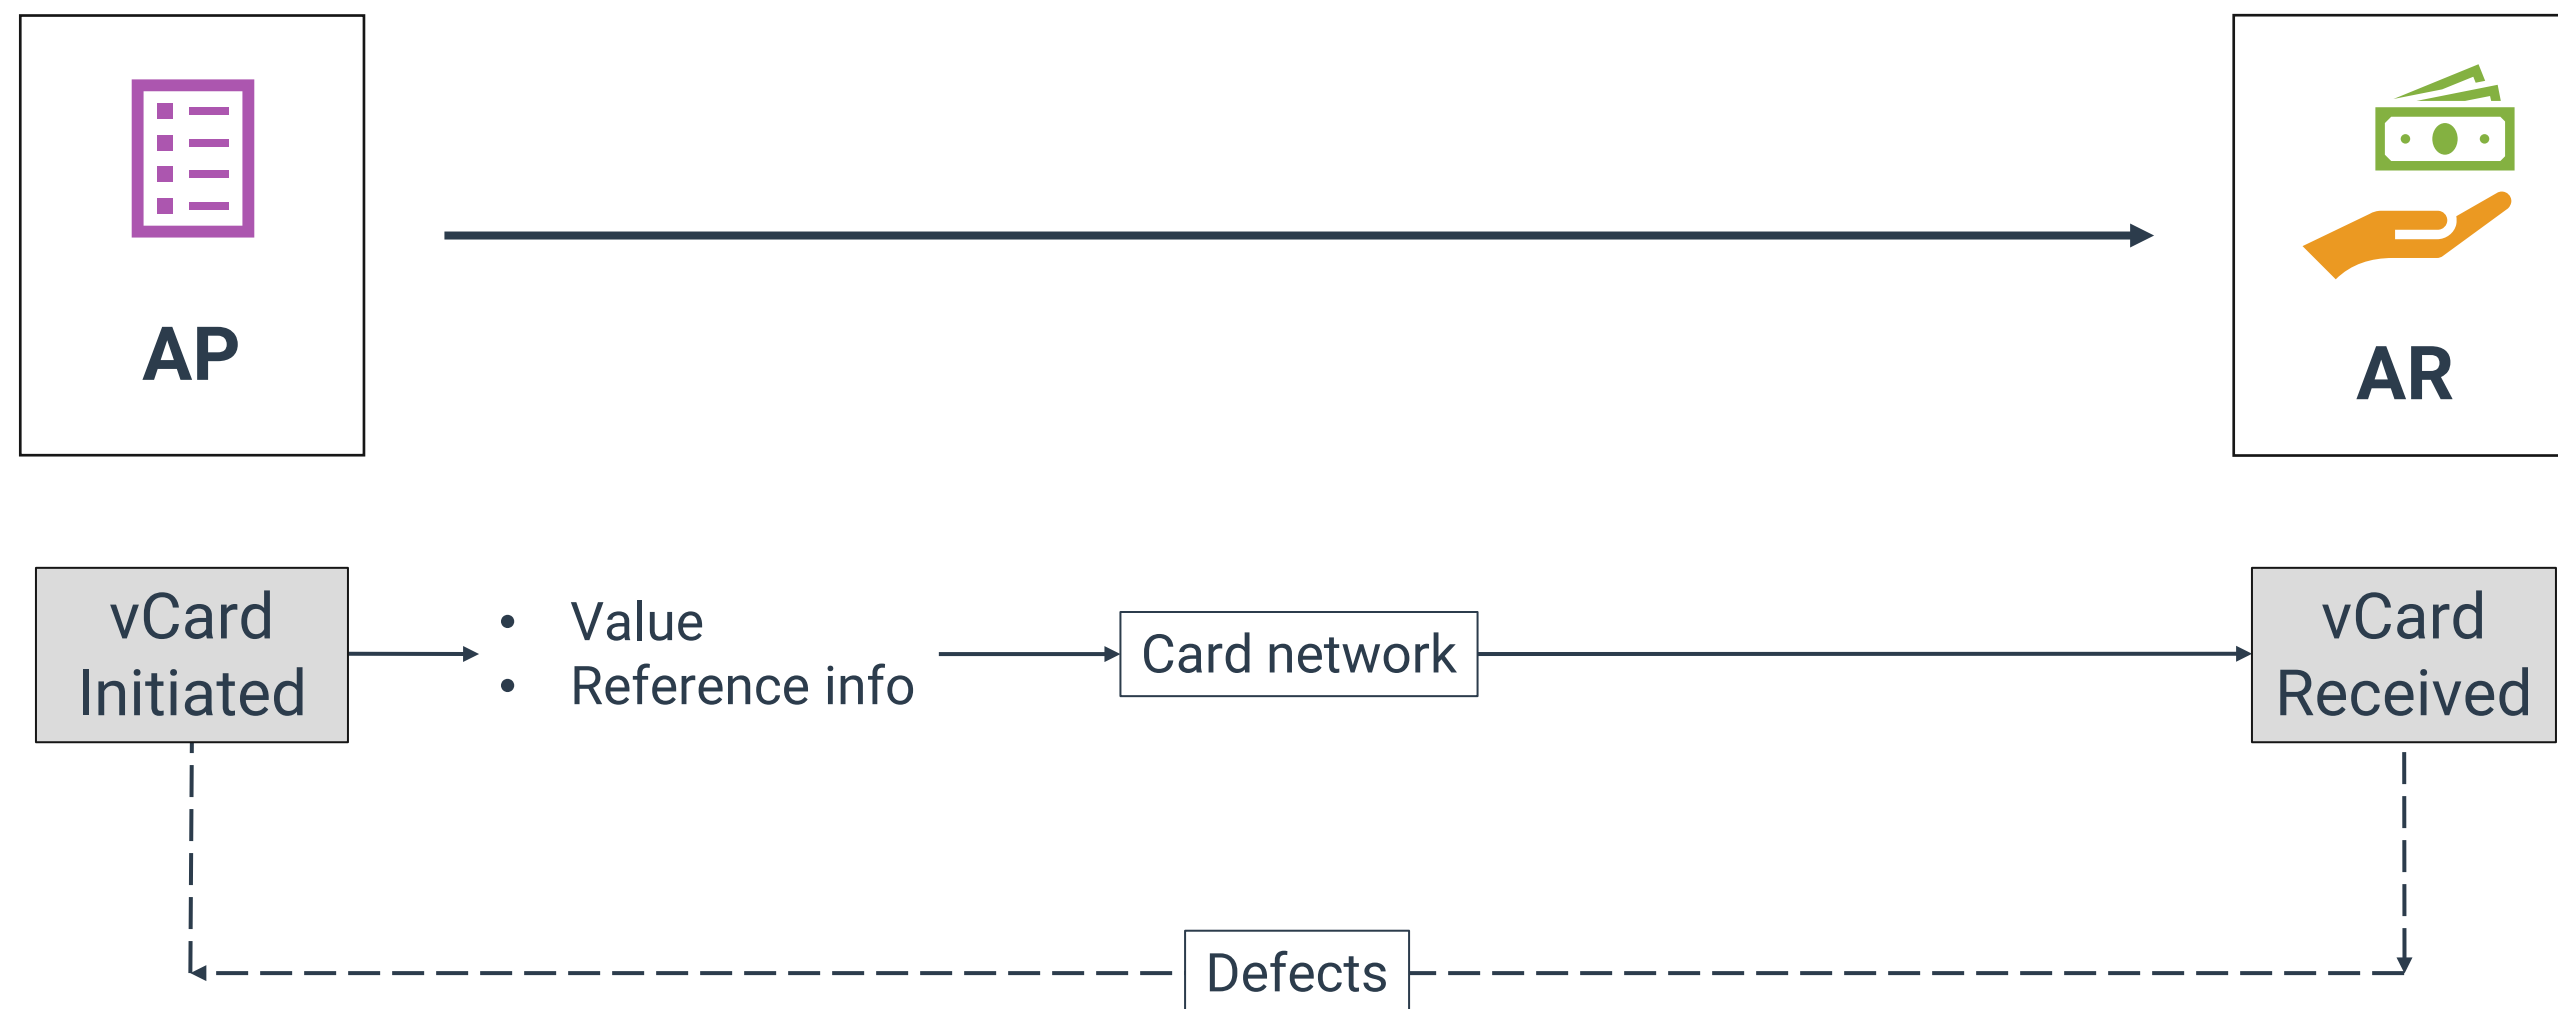 AP
AR
vCard
Initiated
• Value
• Reference info
Card network
vCard
Received
Defects